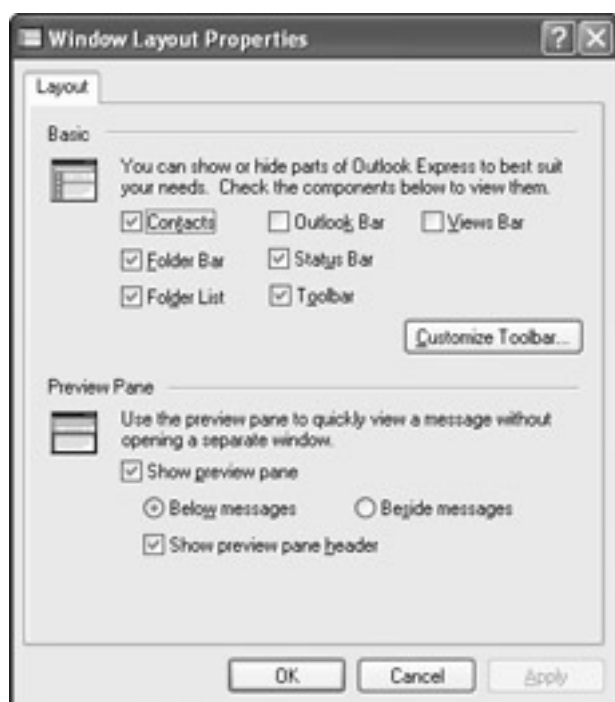 Window Layout Properties
Layout
Basic
You can show or hide parts of Outlook Express to best suit
your needs. Check the components below to view them.
Contacts Outlook Bar Views Bar
Folder Bar Status Bar
Folder List Toolbar
Customize Toolbar...
Preview Pane
Use the preview pane to quickly view a message without
opening a separate window.
Show preview pane
Below messages Beside messages
Show preview pane header
OK Cancel Apply